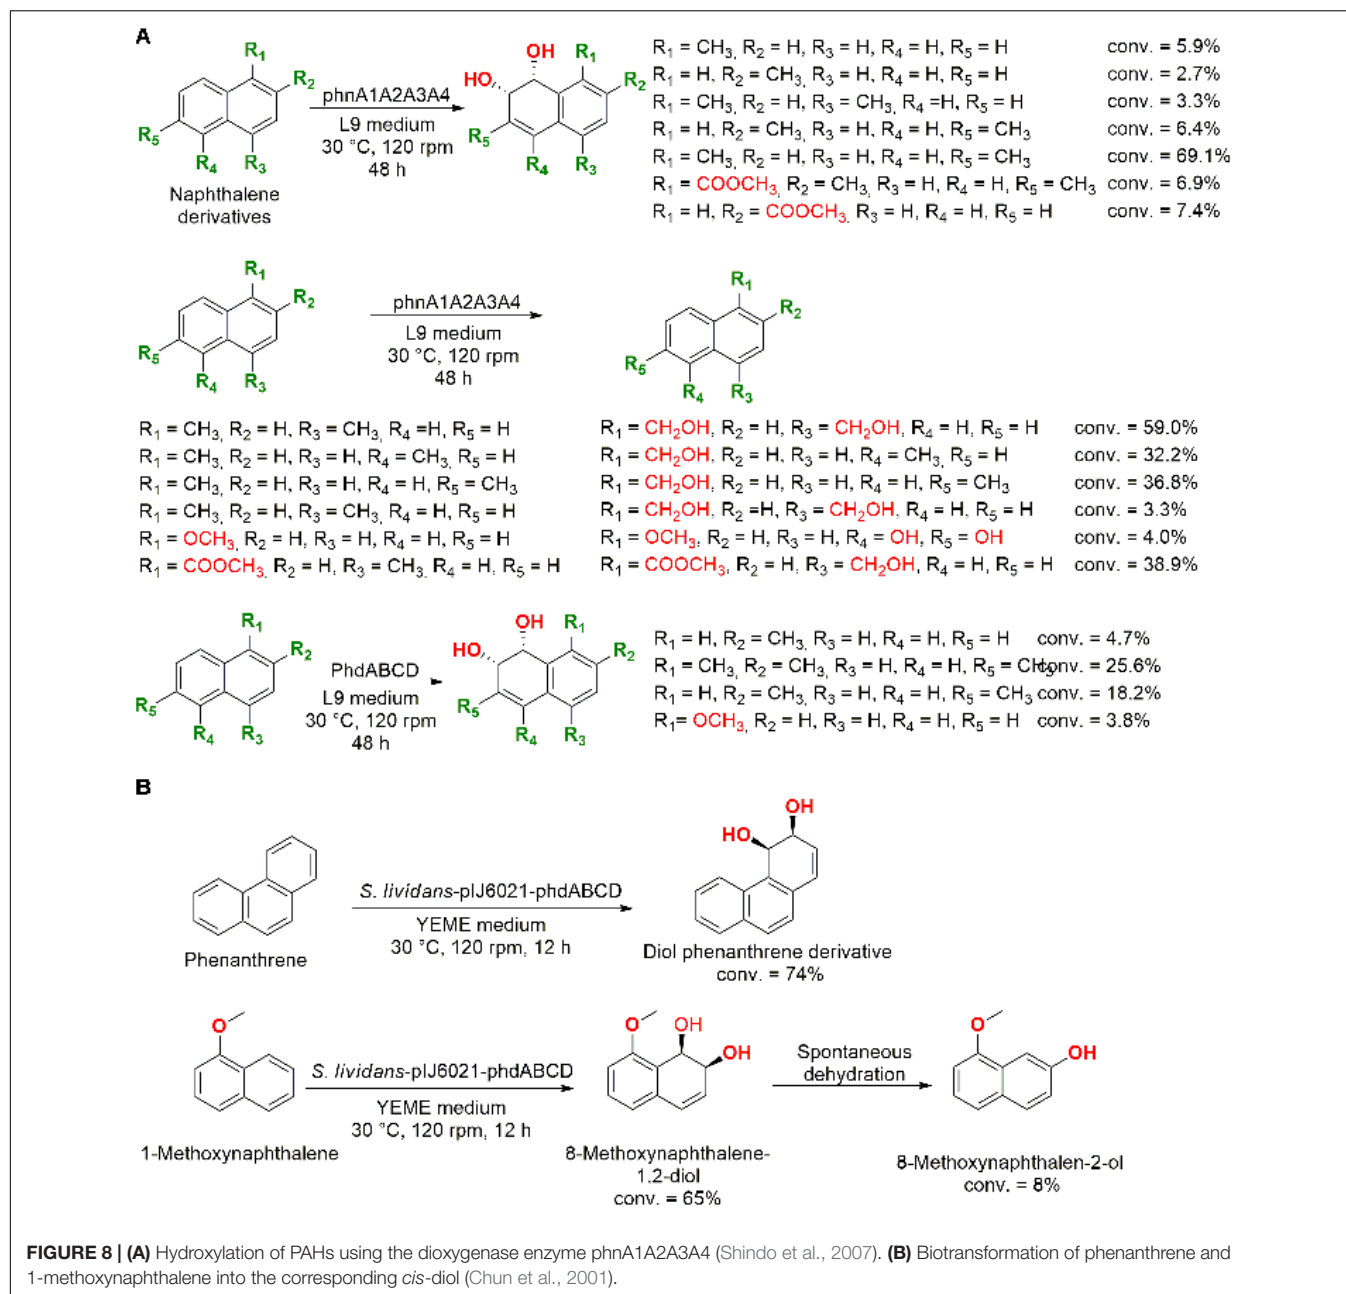 A
R1
R2
R5
R4
R3
Naphthalene
derivatives
phnA1A2A3A4
L9 medium
30 °C, 120 rpm
48 h
OH
HO
R1
R2
R5
R4
R3
R1 = CH3, R2 = H, R3 = H, R4 = H, R5 = H conv. = 5.9%
R1 = H, R2 = CH3, R3 = H, R4 = H, R5 = H conv. = 2.7%
R1 = CH3, R2 = H, R3 = CH3, R4 =H, R5 = H conv. = 3.3%
R1 = H, R2 = CH3, R3 = H, R4 = H, R5 = CH3 conv. = 6.4%
R1 = CH3, R2 = H, R3 = H, R4 = H, R5 = CH3 conv. = 69.1%
R1 = COOCH3, R2 = CH3, R3 = H, R4 = H, R5 = CH3 conv. = 6.9%
R1 = H, R2 = COOCH3, R3 = H, R4 = H, R5 = H conv. = 7.4%
R1
R2
R5
R4
R3
phnA1A2A3A4
L9 medium
30 °C, 120 rpm
48 h
R1
R2
R5
R4
R3
R1 = CH3, R2 = H, R3 = CH3, R4 =H, R5 = H R1 = CH2OH, R2 = H, R3 = CH2OH, R4 = H, R5 = H conv. = 59.0%
R1 = CH3, R2 = H, R3 = H, R4 = CH3, R5 = H R1 = CH2OH, R2 = H, R3 = H, R4 = CH3, R5 = H conv. = 32.2%
R1 = CH3, R2 = H, R3 = H, R4 = H, R5 = CH3 R1 = CH2OH, R2 = H, R3 = H, R4 = H, R5 = CH3 conv. = 36.8%
R1 = CH3, R2 = H, R3 = CH3, R4 = H, R5 = H R1 = CH2OH, R2 =H, R3 = CH2OH, R4 = H, R5 = H conv. = 3.3%
R1 = OCH3, R2 = H, R3 = H, R4 = H, R5 = H R1 = OCH3, R2 = H, R3 = H, R4 = OH, R5 = OH conv. = 4.0%
R1 = COOCH3, R2 = H, R3 = CH3, R4 = H, R5 = H R1 = COOCH3, R2 = H, R3 = CH2OH, R4 = H, R5 = H conv. = 38.9%
R1
R2
R5
R4
R3
PhdABCD
L9 medium
30 °C, 120 rpm
48 h
OH
HO
R1
R2
R5
R4
R3
R1 = H, R2 = CH3, R3 = H, R4 = H, R5 = H conv. = 4.7%
R1 = CH3, R2 = CH3, R3 = H, R4 = H, R5 = CH3 conv. = 25.6%
R1 = H, R2 = CH3, R3 = H, R4 = H, R5 = CH3 conv. = 18.2%
R1= OCH3, R2 = H, R3 = H, R4 = H, R5 = H conv. = 3.8%
B
Phenanthrene
S. lividans-pIJ6021-phdABCD
YEME medium
30 °C, 120 rpm, 12 h
OH
HO
Diol phenanthrene derivative
conv. = 74%
O
1-Methoxynaphthalene
S. lividans-pIJ6021-phdABCD
YEME medium
30 °C, 120 rpm, 12 h
O
OH
OH
8-Methoxynaphthalene-
1,2-diol
conv. = 65%
Spontaneous
dehydration
O
OH
8-Methoxynaphthalen-2-ol
conv. = 8%
FIGURE 8 | (A) Hydroxylation of PAHs using the dioxygenase enzyme phnA1A2A3A4 (Shindo et al., 2007). (B) Biotransformation of phenanthrene and
1-methoxynaphthalene into the corresponding cis-diol (Chun et al., 2001).